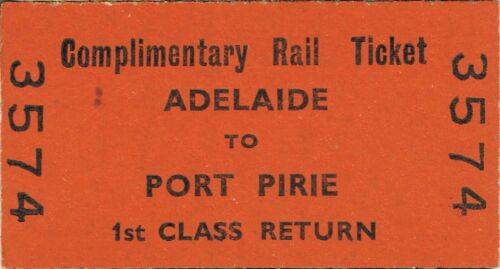 Complimentary Rail Ticket
ADELAIDE
TO
PORT PIRIE
1st CLASS RETURN
3574
3574